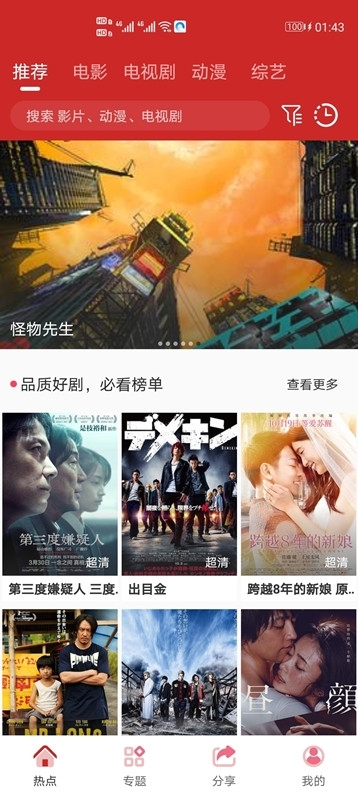 100 01:43
推荐 电影 电视剧 动漫 综艺
搜索 影片、动漫、电视剧
怪物先生
品质好剧，必看榜单 查看更多
是枝裕和
第三度嫌疑人
3月30日
超清
デメキン
超清
10月19日等爱苏醒
跨越8年的新娘
超清
第三度嫌疑人 三度..
出目金
跨越8年的新娘 原..
昼顔
热点 专题 分享 我的